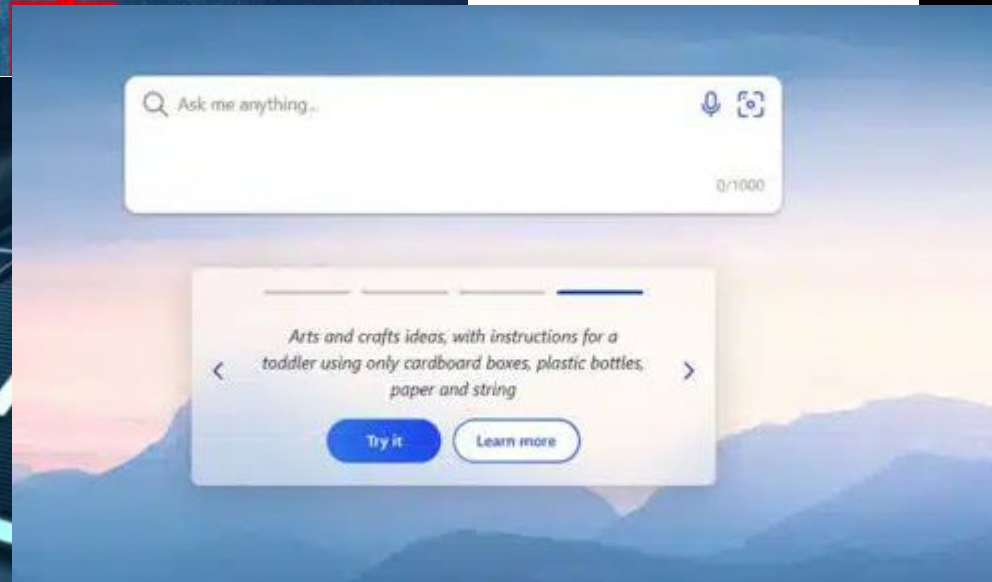 Ask me anything...
0/1000
Arts and crafts ideas, with instructions for a
toddler using only cardboard boxes, plastic bottles,
paper and string
Try it
Learn more